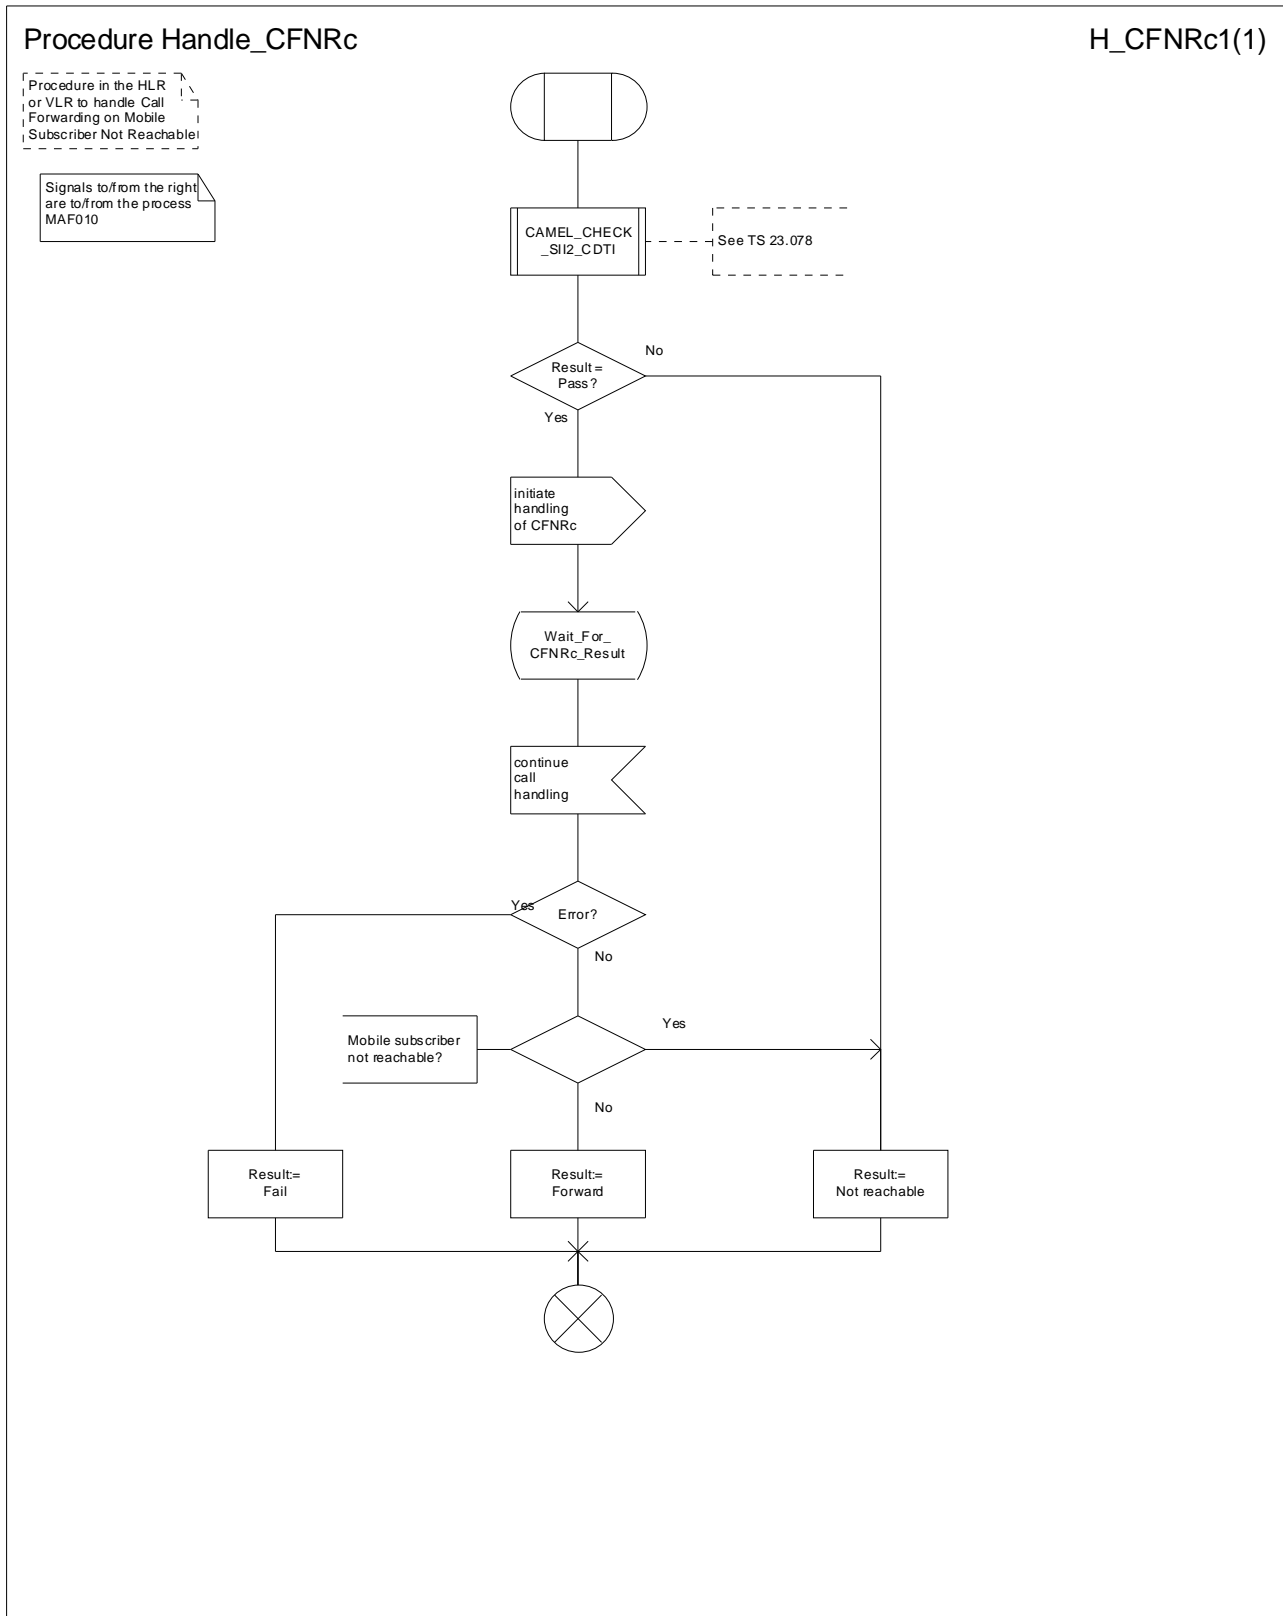 Procedure Handle_CFNRc
H_CFNRc1(1)
Procedure in the HLR
or VLR to handle Call
Forwarding on Mobile
Subscriber Not Reachable
Signals to/from the right
are to/from the process
MAF010
CAMEL_CHECK
_SII2_CDTI
See TS 23.078
Result =
Pass?
No
Yes
initiate
handling
of CFNRc
Wait_For_
CFNRc_Result
continue
call
handling
Yes
Error?
No
Mobile subscriber
not reachable?
Yes
No
Result:=
Fail
Result:=
Forward
Result:=
Not reachable